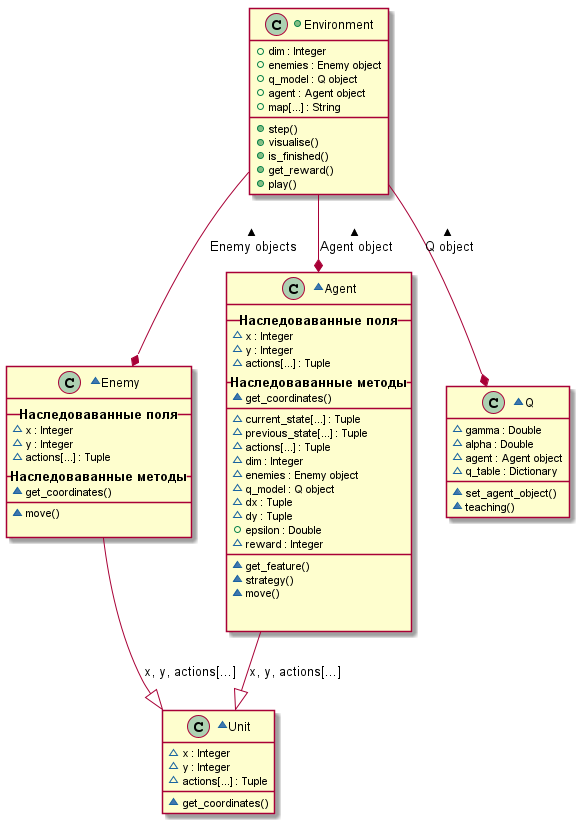 C Environment
dim : Integer
enemies : Enemy object
q_model : Q object
agent : Agent object
map[...] : String
step()
visualise()
is_finished()
get_reward()
play()
▲
Enemy objects
▲
Agent object
▲
Q object
C Agent
Наследоваванные поля
x : Integer
y : Integer
actions[...] : Tuple
Наследоваванные методы
get_coordinates()
current_state[...] : Tuple
previous_state[...] : Tuple
actions[...] : Tuple
dim : Integer
enemies : Enemy object
q_model : Q object
dx : Tuple
dy : Tuple
epsilon : Double
reward : Integer
get_feature()
strategy()
move()
C Enemy
Наследоваванные поля
x : Integer
y : Integer
actions[...] : Tuple
Наследоваванные методы
get_coordinates()
move()
C Q
gamma : Double
alpha : Double
agent : Agent object
q_table : Dictionary
set_agent_object()
teaching()
x, y, actions[...]
x, y, actions[...]
C Unit
x : Integer
y : Integer
actions[...] : Tuple
get_coordinates()